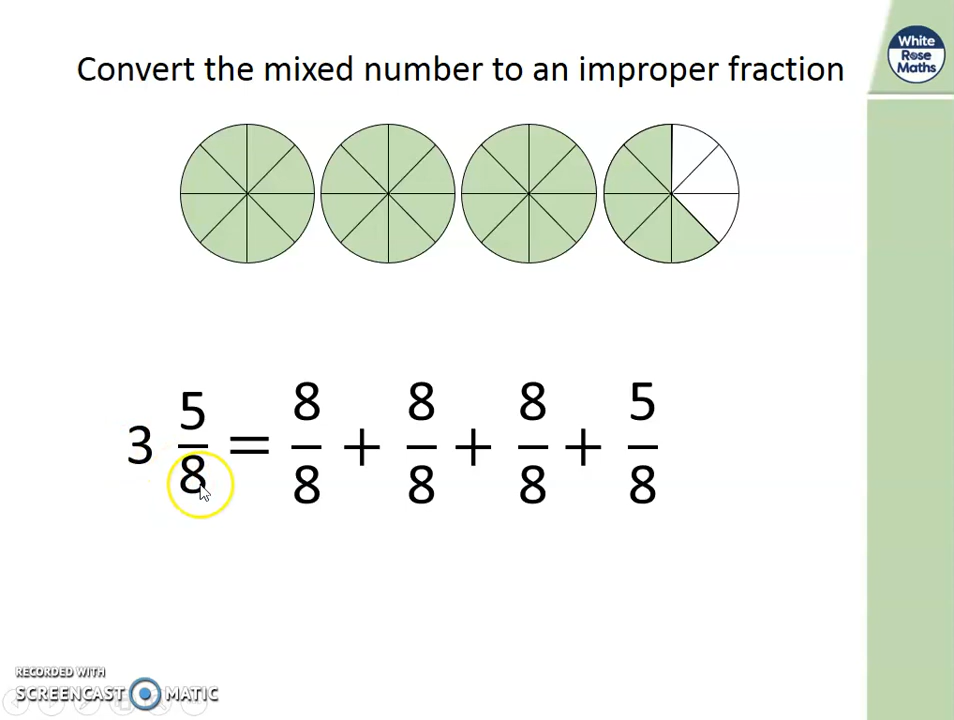 Convert the mixed number to an improper fraction
White
Rose
Maths
3 5/8 = 8/8 + 8/8 + 8/8 + 5/8
RECORDED WITH
SCREENCAST MATIC